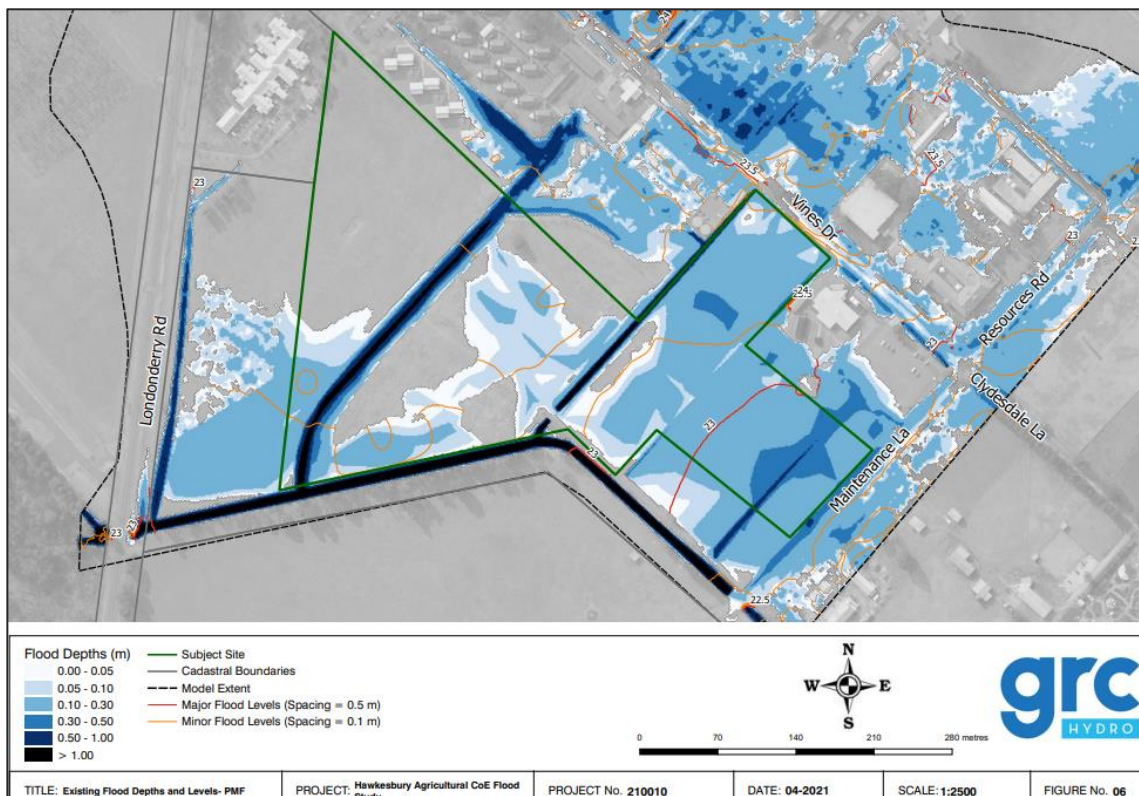 24
23.5
23.5
Vines Dr
23
23
24
23.5
Resources Rd
23
Londonderry Rd
23
Clydesdale La
23
Maintenance La
23
23
22.5
Flood Depths (m)
0.00 - 0.05
0.05 - 0.10
0.10 - 0.30
0.30 - 0.50
0.50 - 1.00
> 1.00
Subject Site
Cadastral Boundaries
Model Extent
Major Flood Levels (Spacing = 0.5 m)
Minor Flood Levels (Spacing = 0.1 m)
N
W E
S
0 70 140 210 280 metres
grc
HYDRO
TITLE: Existing Flood Depths and Levels- PMF
PROJECT: Hawkesbury Agricultural CoE Flood
Study
PROJECT No. 210010
DATE: 04-2021
SCALE: 1:2500
FIGURE No. 06